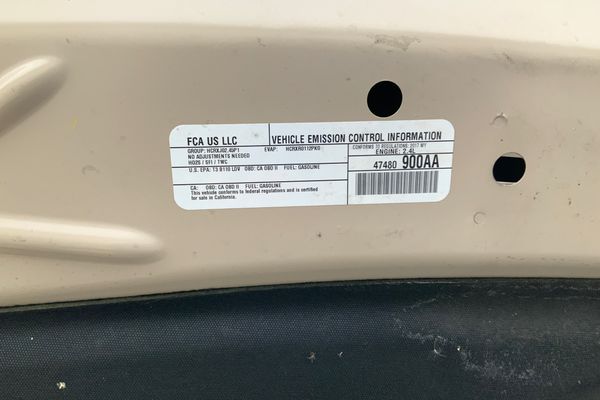 FCA US LLC
VEHICLE EMISSION CONTROL INFORMATION
GROUP: HCRXJ02.45P1 EVAP: HCRXR0112PK0
CONFORMS TO REGULATIONS: 2017 MY
NO ADJUSTMENTS NEEDED
ENGINE: 2.4L
HO2S / SFI / TWC
47480 900AA
U.S. EPA: T3 B110 LDV OBD: CA OBD II FUEL: GASOLINE
CA: OBD: CA OBD II FUEL: GASOLINE
This vehicle conforms to federal regulations and is certified
for sale in California.